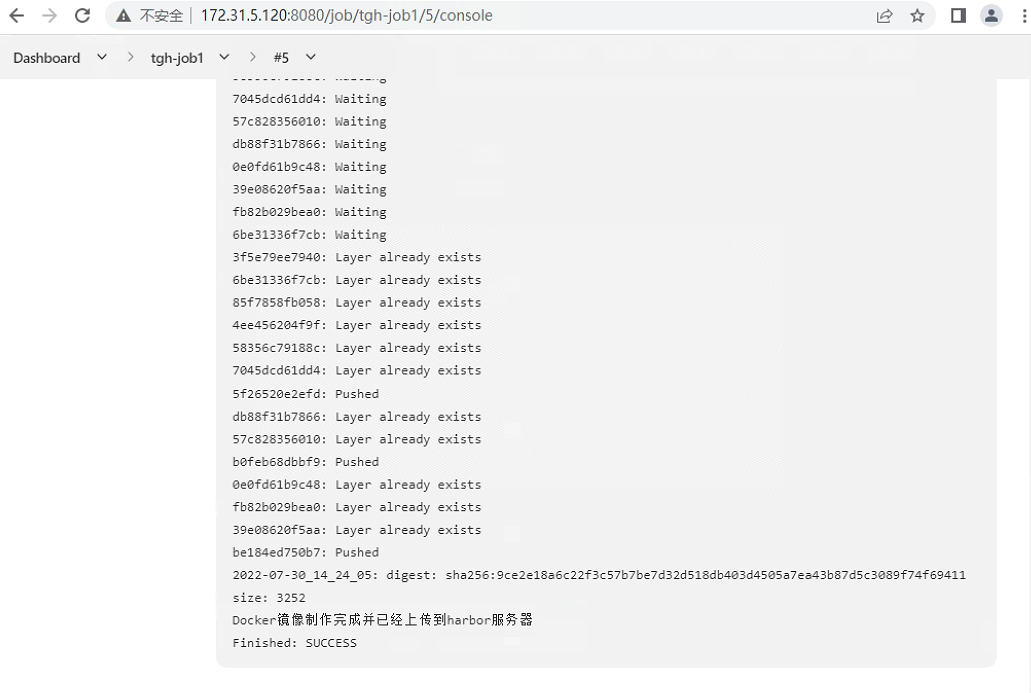 不安全 172.31.5.120:8080/job/tgh-job1/5/console
Dashboard tgh-job1 #5
7045dcd61dd4: Waiting
57c828356010: Waiting
db88f31b7866: Waiting
0e0fd61b9c48: Waiting
39e08620f5aa: Waiting
fb82b029bea0: Waiting
6be31336f7cb: Waiting
3f5e79ee7940: Layer already exists
6be31336f7cb: Layer already exists
85f7858fb058: Layer already exists
4ee456204f9f: Layer already exists
58356c79188c: Layer already exists
7045dcd61dd4: Layer already exists
5f26520e2efd: Pushed
db88f31b7866: Layer already exists
57c828356010: Layer already exists
b0feb68dbbf9: Pushed
0e0fd61b9c48: Layer already exists
fb82b029bea0: Layer already exists
39e08620f5aa: Layer already exists
be184ed750b7: Pushed
2022-07-30_14_24_05: digest: sha256:9ce2e18a6c22f3c57b7be7d32d518db403d4505a7ea43b87d5c3089f74f69411
size: 3252
Docker镜像制作完成并已经上传到harbor服务器
Finished: SUCCESS